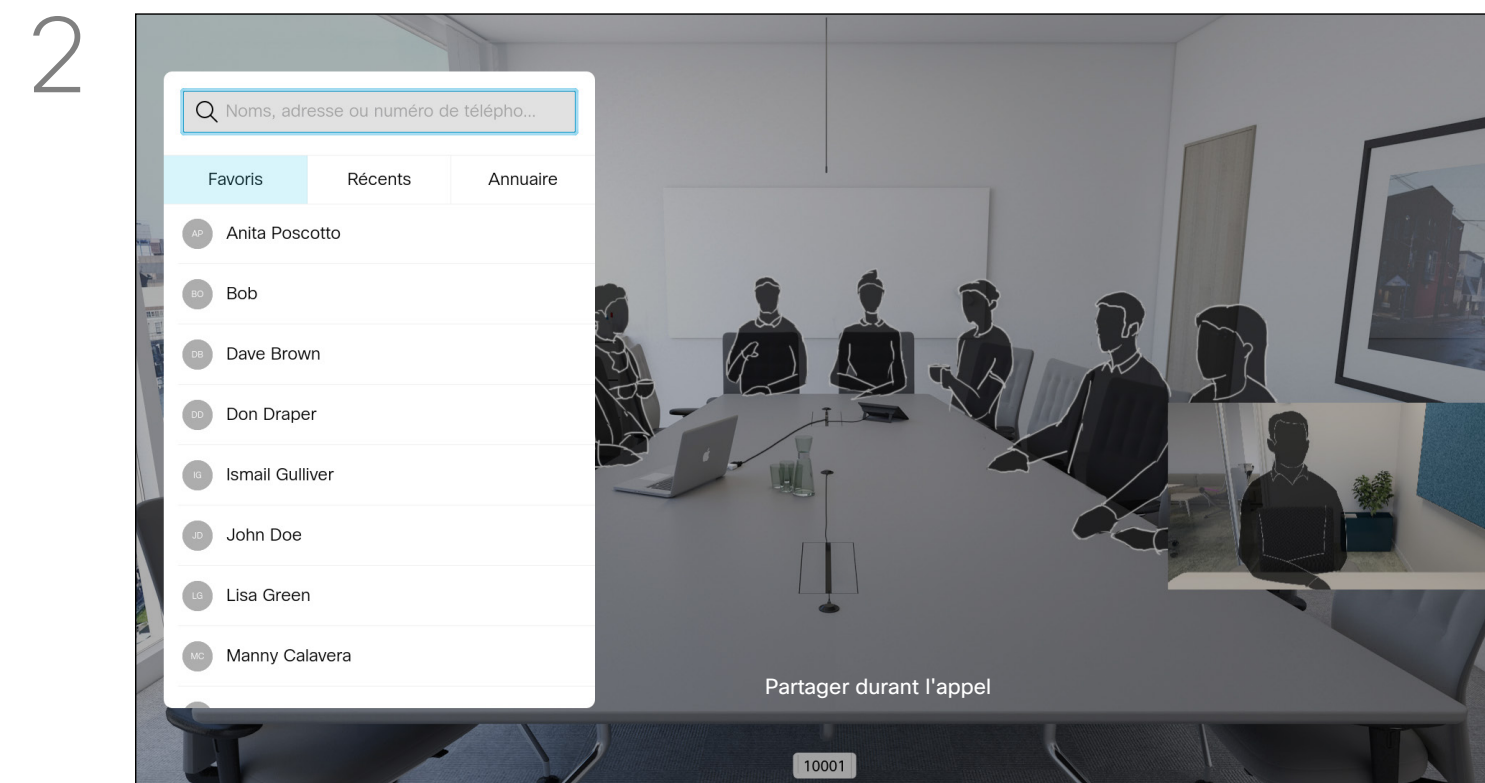 2
Noms, adresse ou numéro de télépho...
Favoris
Récents
Annuaire
AP
Anita Poscotto
BO
Bob
DB
Dave Brown
DD
Don Draper
IG
Ismail Gulliver
JD
John Doe
LG
Lisa Green
MC
Manny Calavera
Partager durant l'appel
10001